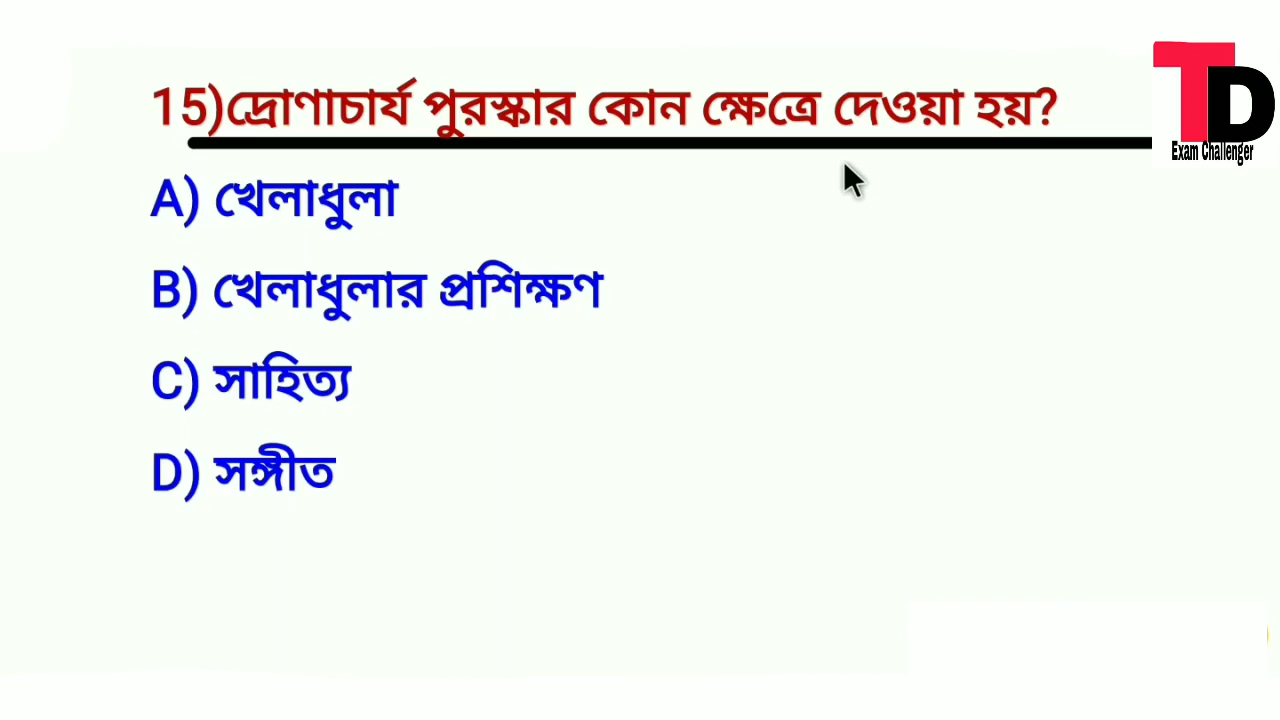 15)দ্রোণাচার্য পুরস্কার কোন ক্ষেত্রে দেওয়া হয়?
TD
Exam Challenger
A) খেলাধুলা
B) খেলাধুলার প্রশিক্ষণ
C) সাহিত্য
D) সঙ্গীত